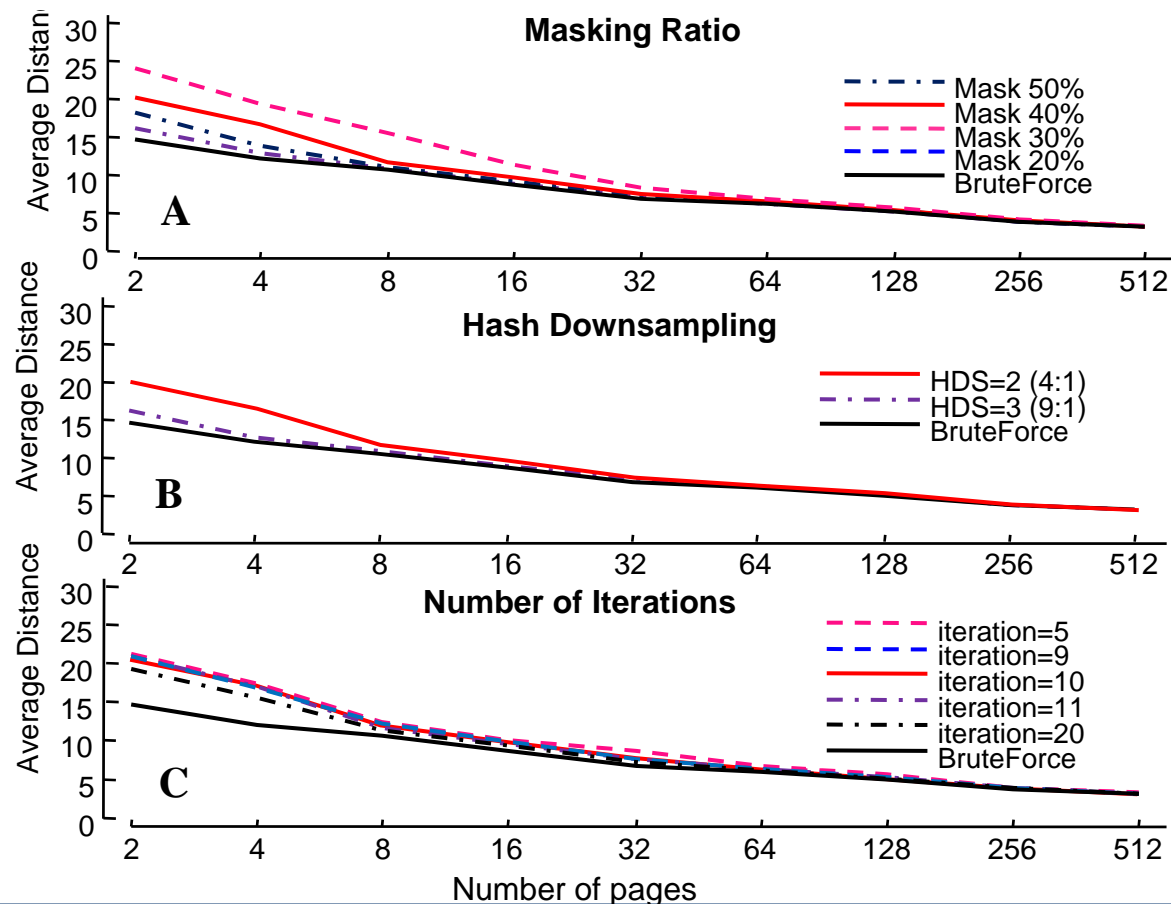 Masking Ratio
Average Distance
30
25
20
15
10
5
0
Mask 50%
Mask 40%
Mask 30%
Mask 20%
BruteForce
A
2 4 8 16 32 64 128 256 512
Hash Downsampling
Average Distance
30
25
20
15
10
5
0
HDS=2 (4:1)
HDS=3 (9:1)
BruteForce
B
2 4 8 16 32 64 128 256 512
Number of Iterations
Average Distance
30
25
20
15
10
5
0
iteration=5
iteration=9
iteration=10
iteration=11
iteration=20
BruteForce
C
2 4 8 16 32 64 128 256 512
Number of pages